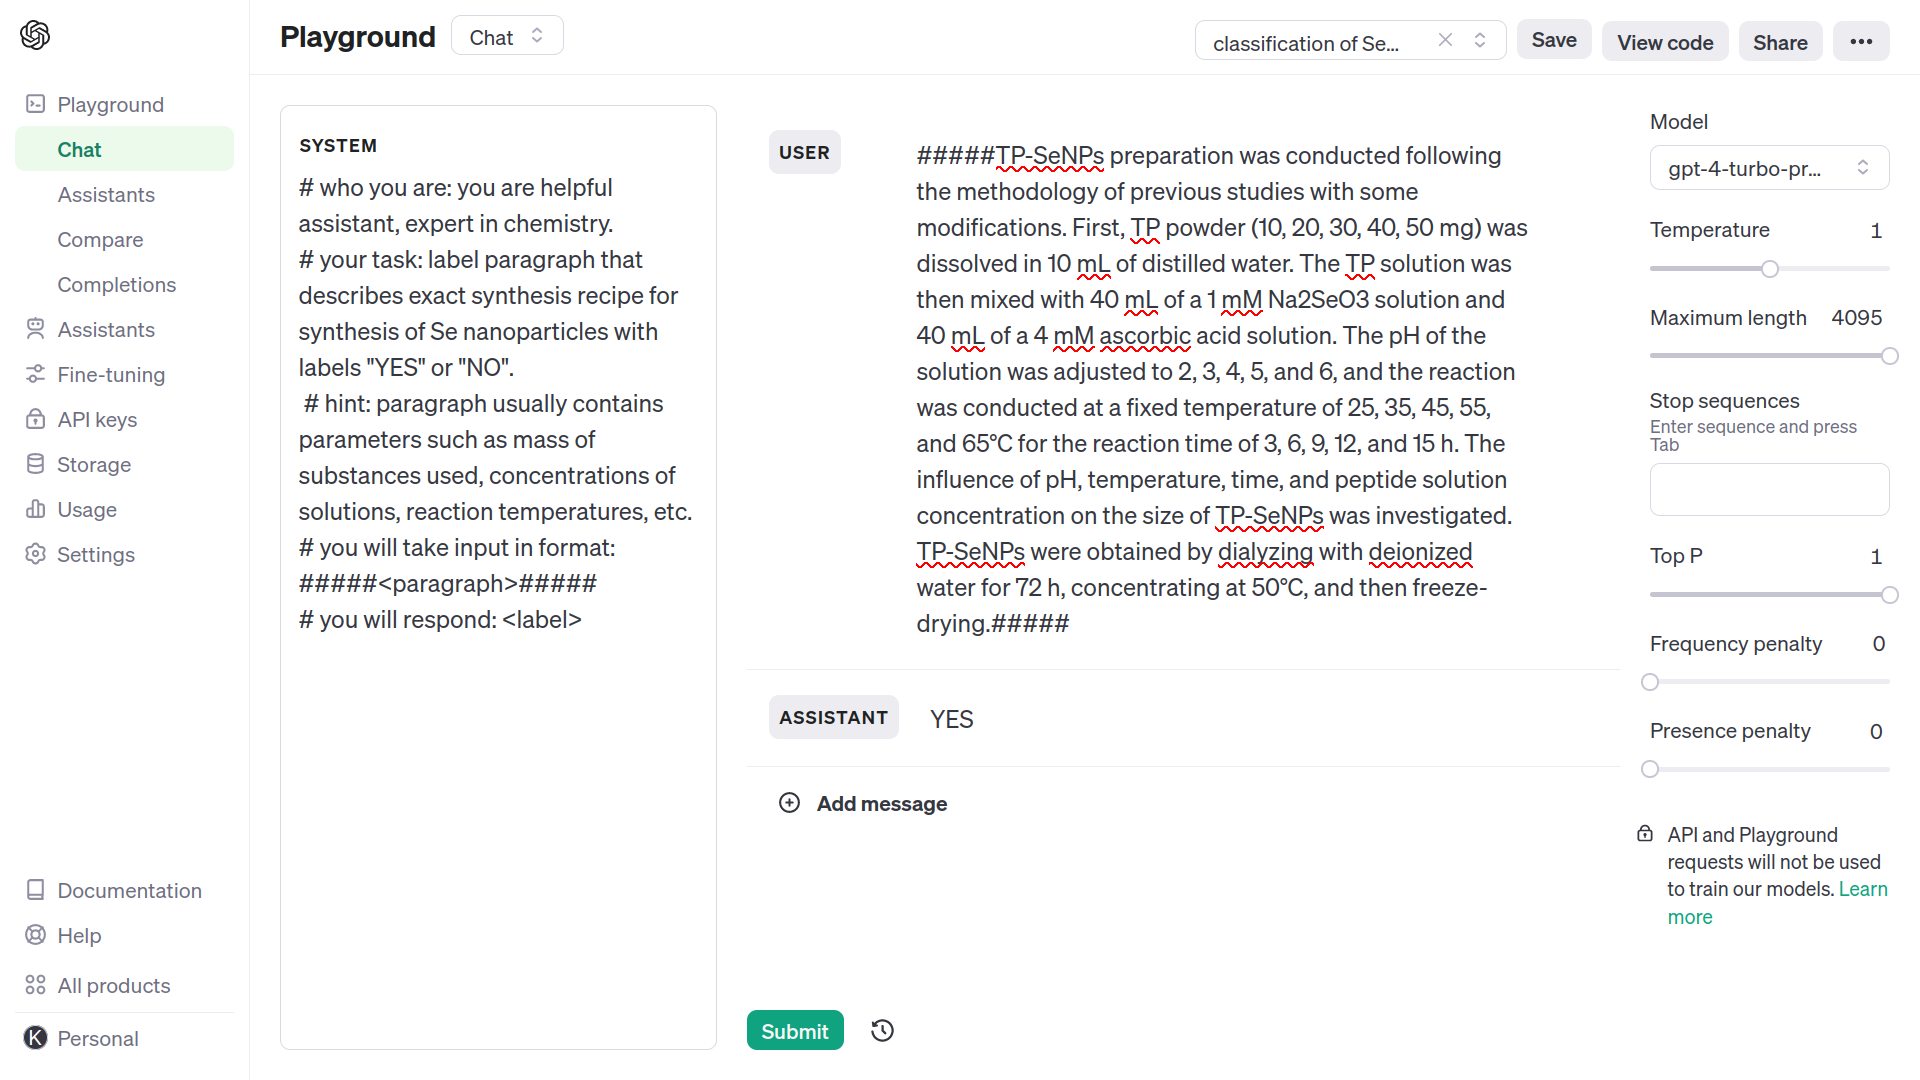 Playground
Chat
classification of Se...
Save
View code
Share
•••
Playground
Chat
Assistants
Compare
Completions
Assistants
Fine-tuning
API keys
Storage
Usage
Settings
Documentation
Help
All products
K
Personal
SYSTEM
# who you are: you are helpful
assistant, expert in chemistry.
# your task: label paragraph that
describes exact synthesis recipe for
synthesis of Se nanoparticles with
labels "YES" or "NO".
# hint: paragraph usually contains
parameters such as mass of
substances used, concentrations of
solutions, reaction temperatures, etc.
# you will take input in format:
#####<paragraph>#####
# you will respond: <label>
USER
#####TP-SeNPs preparation was conducted following
the methodology of previous studies with some
modifications. First, TP powder (10, 20, 30, 40, 50 mg) was
dissolved in 10 mL of distilled water. The TP solution was
then mixed with 40 mL of a 1 mM Na2SeO3 solution and
40 mL of a 4 mM ascorbic acid solution. The pH of the
solution was adjusted to 2, 3, 4, 5, and 6, and the reaction
was conducted at a fixed temperature of 25, 35, 45, 55,
and 65°C for the reaction time of 3, 6, 9, 12, and 15 h. The
influence of pH, temperature, time, and peptide solution
concentration on the size of TP-SeNPs was investigated.
TP-SeNPs were obtained by dialyzing with deionized
water for 72 h, concentrating at 50°C, and then freeze-
drying.#####
ASSISTANT
YES
Add message
Submit
Model
gpt-4-turbo-pr...
Temperature 1
Maximum length 4095
Stop sequences
Enter sequence and press
Tab
Top P 1
Frequency penalty 0
Presence penalty 0
API and Playground
requests will not be used
to train our models. Learn
more